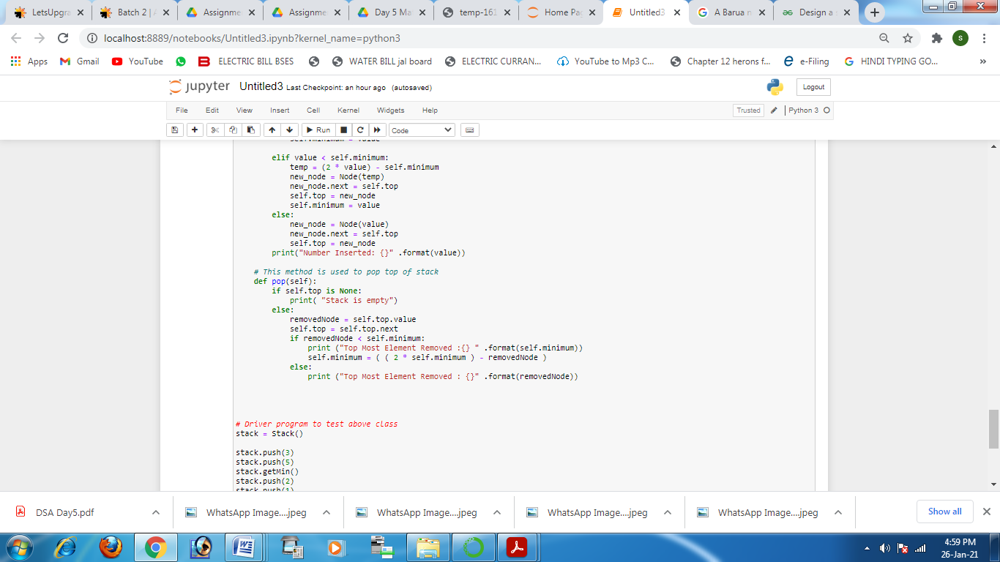 LetsUpgra
Batch 2 | A
Assignme
Assignme
Day 5 Ma
temp-161
Home Pag
Untitled3
A Barua n
Design a s
localhost:8889/notebooks/Untitled3.ipynb?kernel_name=python3
s
Apps
Gmail
YouTube
ELECTRIC BILL BSES
WATER BILL jal board
ELECTRIC CURRAN...
YouTube to Mp3 C...
Chapter 12 herons f...
e-Filing
HINDI TYPING GO...
»
jupyter Untitled3 Last Checkpoint: an hour ago (autosaved)
Logout
File Edit View Insert Cell Kernel Widgets Help
Trusted
Python 3
Run
Code
self.minimum = value
elif value < self.minimum:
temp = (2 * value) - self.minimum
new_node = Node(temp)
new_node.next = self.top
self.top = new_node
self.minimum = value
else:
new_node = Node(value)
new_node.next = self.top
self.top = new_node
print("Number Inserted: {}" .format(value))
# This method is used to pop top of stack
def pop(self):
if self.top is None:
print( "Stack is empty")
else:
removedNode = self.top.value
self.top = self.top.next
if removedNode < self.minimum:
print ("Top Most Element Removed :{} " .format(self.minimum))
self.minimum = ( ( 2 * self.minimum ) - removedNode )
else:
print ("Top Most Element Removed : {}" .format(removedNode))
# Driver program to test above class
stack = Stack()
stack.push(3)
stack.push(5)
stack.getMin()
stack.push(2)
stack.push(1)
DSA Day5.pdf
WhatsApp Image....jpeg
WhatsApp Image....jpeg
WhatsApp Image....jpeg
WhatsApp Image....jpeg
Show all
4:59 PM
26-Jan-21